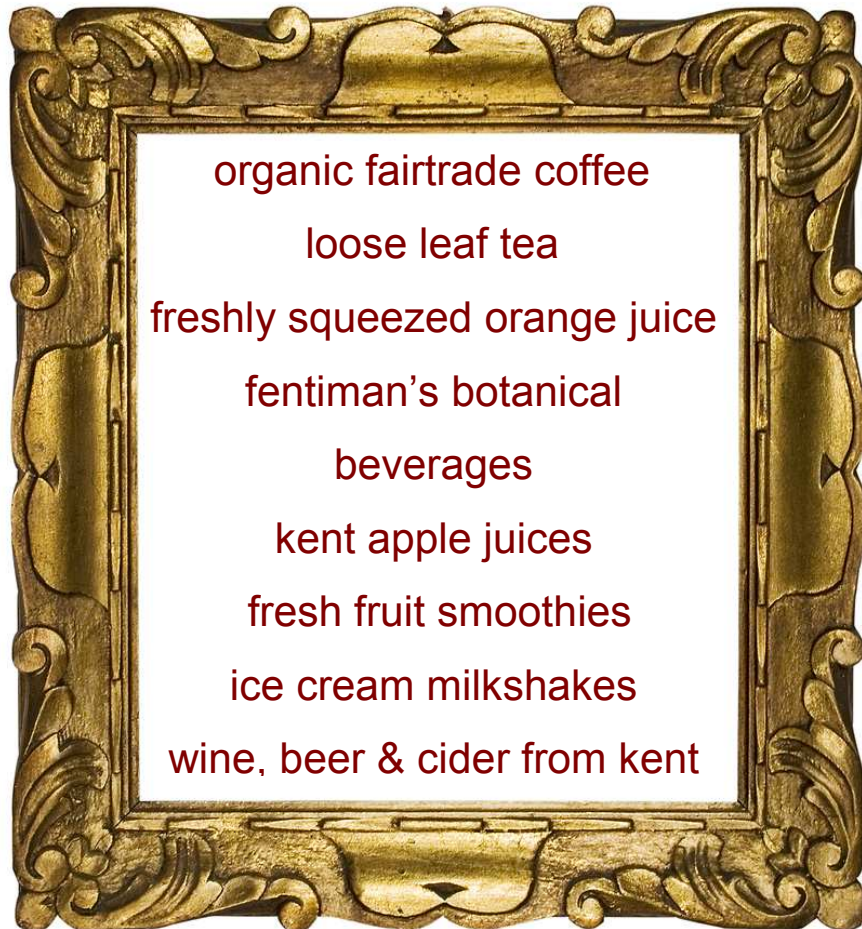 organic fairtrade coffee
loose leaf tea
freshly squeezed orange juice
fentiman’s botanical
beverages
kent apple juices
fresh fruit smoothies
ice cream milkshakes
wine, beer & cider from kent